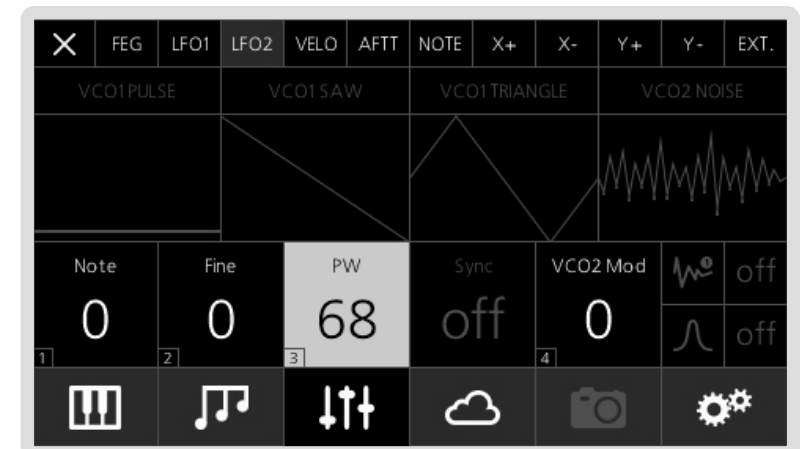 FEG LFO1 LFO2 VELO AFTT NOTE X+ X- Y+ Y- EXT.
VCO1 PULSE VCO1 SAW VCO1 TRIANGLE VCO2 NOISE
Note Fine PW Sync VCO2 Mod off
0 0 68 off 0 off
1 2 3 4